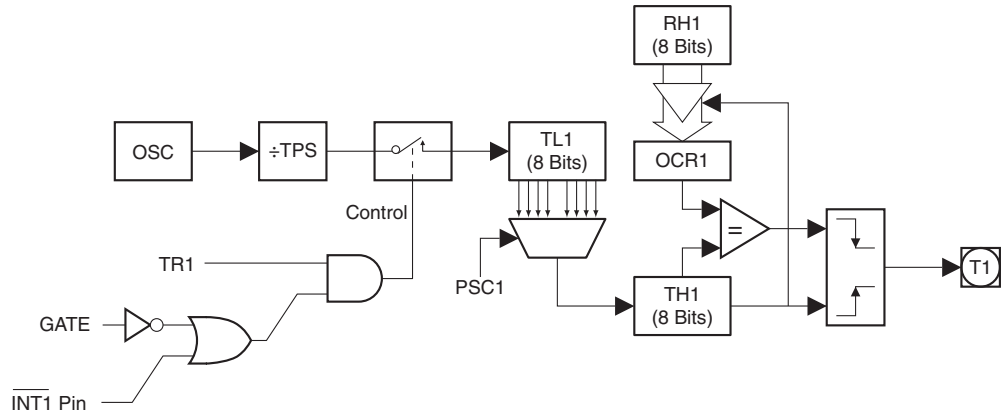 RH1
(8 Bits)
OSC
÷TPS
TL1
(8 Bits)
OCR1
Control
=
TR1
PSC1
TH1
(8 Bits)
T1
GATE
INT1 Pin